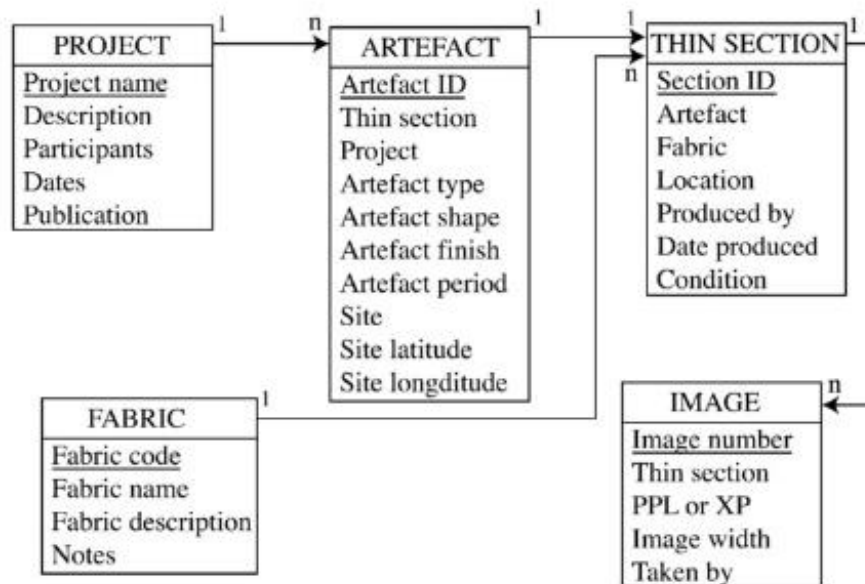 1
n
1
1
1
PROJECT
Project name
Description
Participants
Dates
Publication
ARTEFACT
Artefact ID
Thin section
Project
Artefact type
Artefact shape
Artefact finish
Artefact period
Site
Site latitude
Site longditude
THIN SECTION
n
Section ID
Artefact
Fabric
Location
Produced by
Date produced
Condition
1
FABRIC
Fabric code
Fabric name
Fabric description
Notes
n
IMAGE
Image number
Thin section
PPL or XP
Image width
Taken by